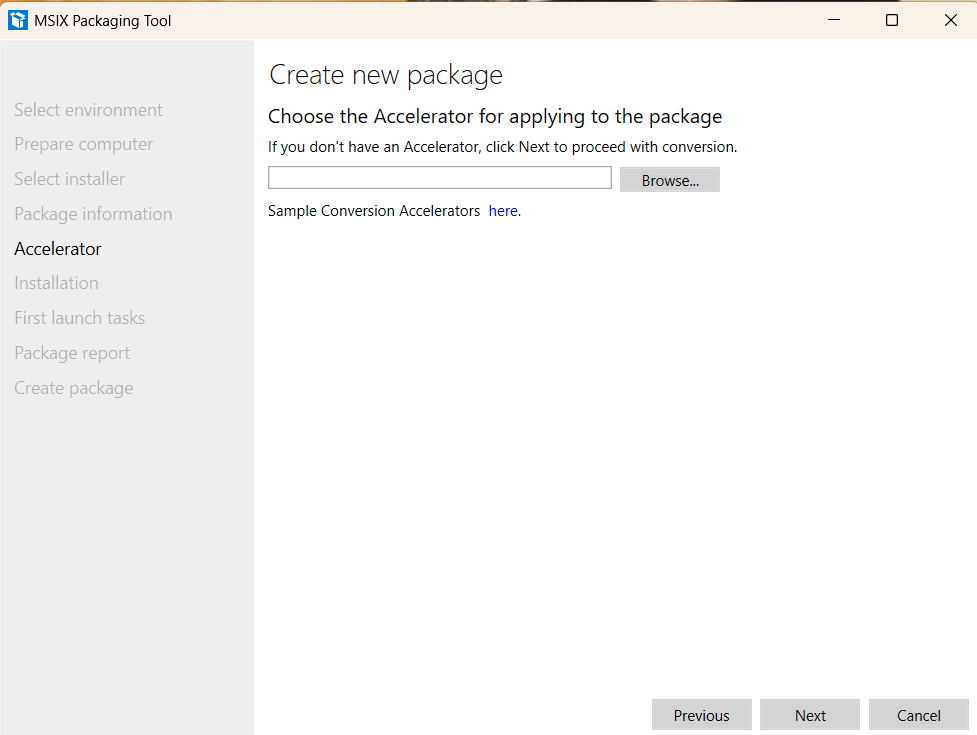 MSIX Packaging Tool
Select environment
Prepare computer
Select installer
Package information
Accelerator
Installation
First launch tasks
Package report
Create package
Create new package
Choose the Accelerator for applying to the package
If you don't have an Accelerator, click Next to proceed with conversion.
Browse...
Sample Conversion Accelerators here.
Previous Next Cancel